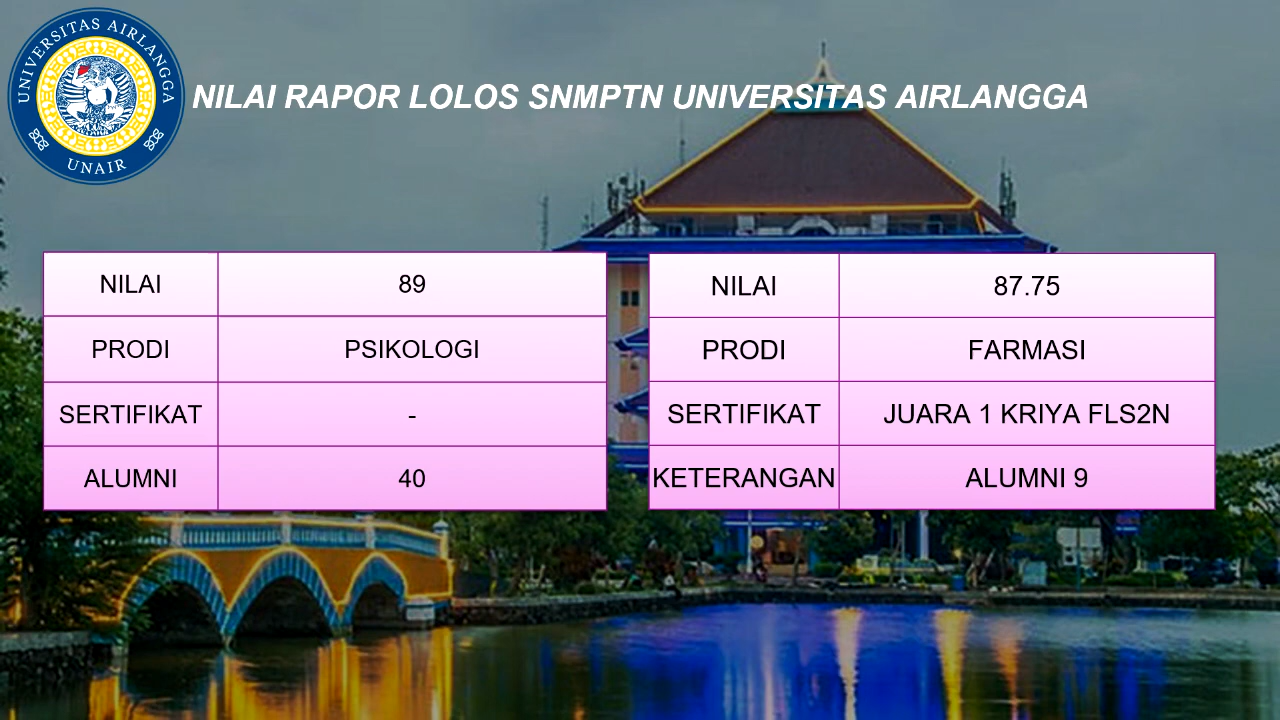 UNIVERSITAS AIRLANGGA
UNAIR
NILAI RAPOR LOLOS SNMPTN UNIVERSITAS AIRLANGGA
NILAI 89
PRODI PSIKOLOGI
SERTIFIKAT -
ALUMNI 40
NILAI 87.75
PRODI FARMASI
SERTIFIKAT JUARA 1 KRIYA FLS2N
KETERANGAN ALUMNI 9